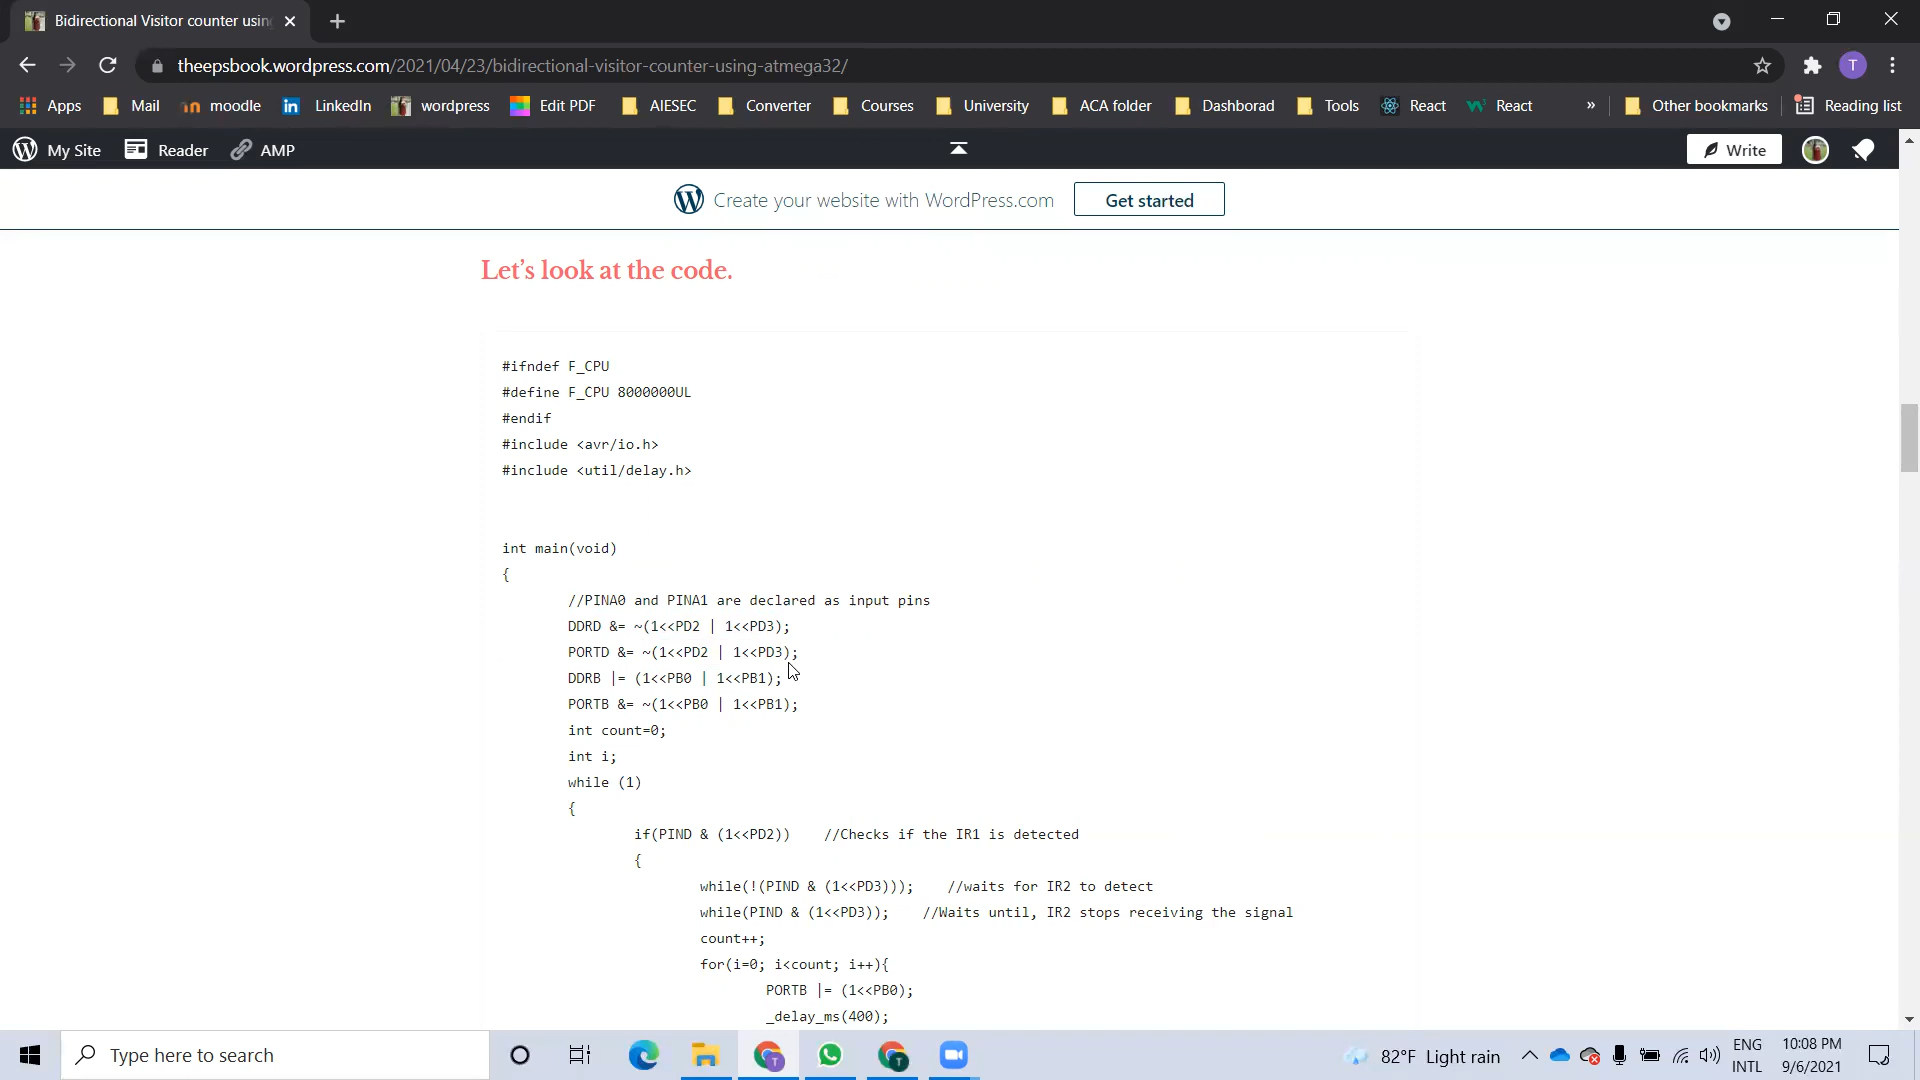 Bidirectional Visitor counter usin
theepsbook.wordpress.com/2021/04/23/bidirectional-visitor-counter-using-atmega32/
T
Apps Mail moodle LinkedIn wordpress Edit PDF AIESEC Converter Courses University ACA folder Dashborad Tools React React » Other bookmarks Reading list
My Site Reader AMP Write
Create your website with WordPress.com Get started
Let's look at the code.
#ifndef F_CPU
#define F_CPU 8000000UL
#endif
#include <avr/io.h>
#include <util/delay.h>
int main(void)
{
//PINA0 and PINA1 are declared as input pins
DDRD &= ~(1<<PD2 | 1<<PD3);
PORTD &= ~(1<<PD2 | 1<<PD3);
DDRB |= (1<<PB0 | 1<<PB1);
PORTB &= ~(1<<PB0 | 1<<PB1);
int count=0;
int i;
while (1)
{
if(PIND & (1<<PD2)) //Checks if the IR1 is detected
{
while(!(PIND & (1<<PD3))); //waits for IR2 to detect
while(PIND & (1<<PD3)); //Waits until, IR2 stops receiving the signal
count++;
for(i=0; i<count; i++){
PORTB |= (1<<PB0);
_delay_ms(400);
Type here to search
82°F Light rain
ENG
INTL
10:08 PM
9/6/2021